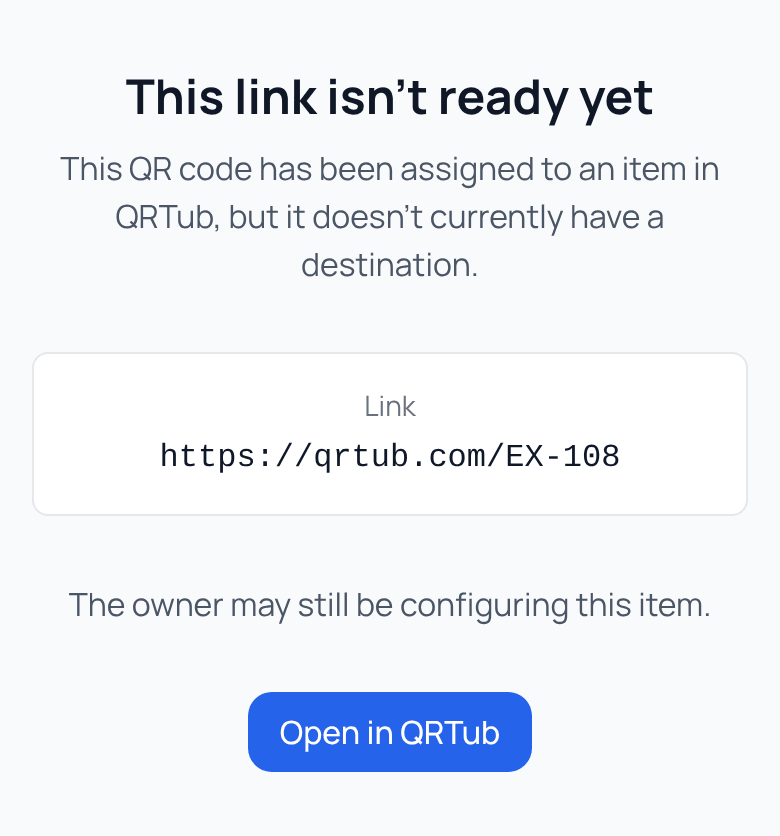 This link isn’t ready yet
This QR code has been assigned to an item in
QRTub, but it doesn’t currently have a
destination.
Link
https://qrtub.com/EX-108
The owner may still be configuring this item.
Open in QRTub